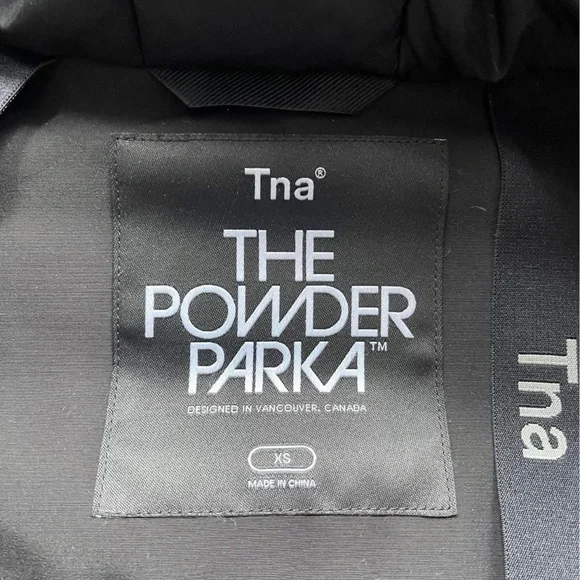 Tna®
THE
POWDER
PARKA™
DESIGNED IN VANCOUVER, CANADA
XS
MADE IN CHINA
Tna